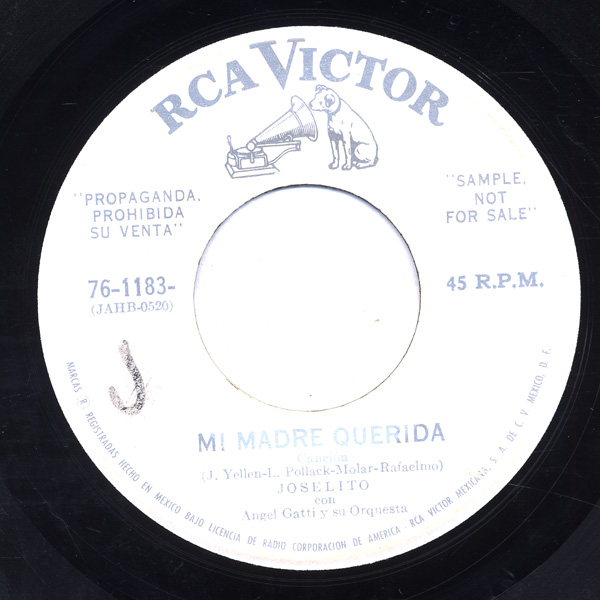 RCA VICTOR
"PROPAGANDA,
PROHIBIDA
SU VENTA"
"SAMPLE,
NOT
FOR SALE"
76-1183-
(JAHB-0520)
45 R.P.M.
J
MI MADRE QUERIDA
Canción
(J. Yellen-L. Pollack-Molar-Rafaelmo)
JOSELITO
con
Angel Gatti y su Orquesta
MARCAS ® REGISTRADAS HECHO EN MEXICO BAJO LICENCIA DE RADIO CORPORACION DE AMERICA - RCA VICTOR MEXICANA, S. A. DE C. V. MEXICO, D. F.